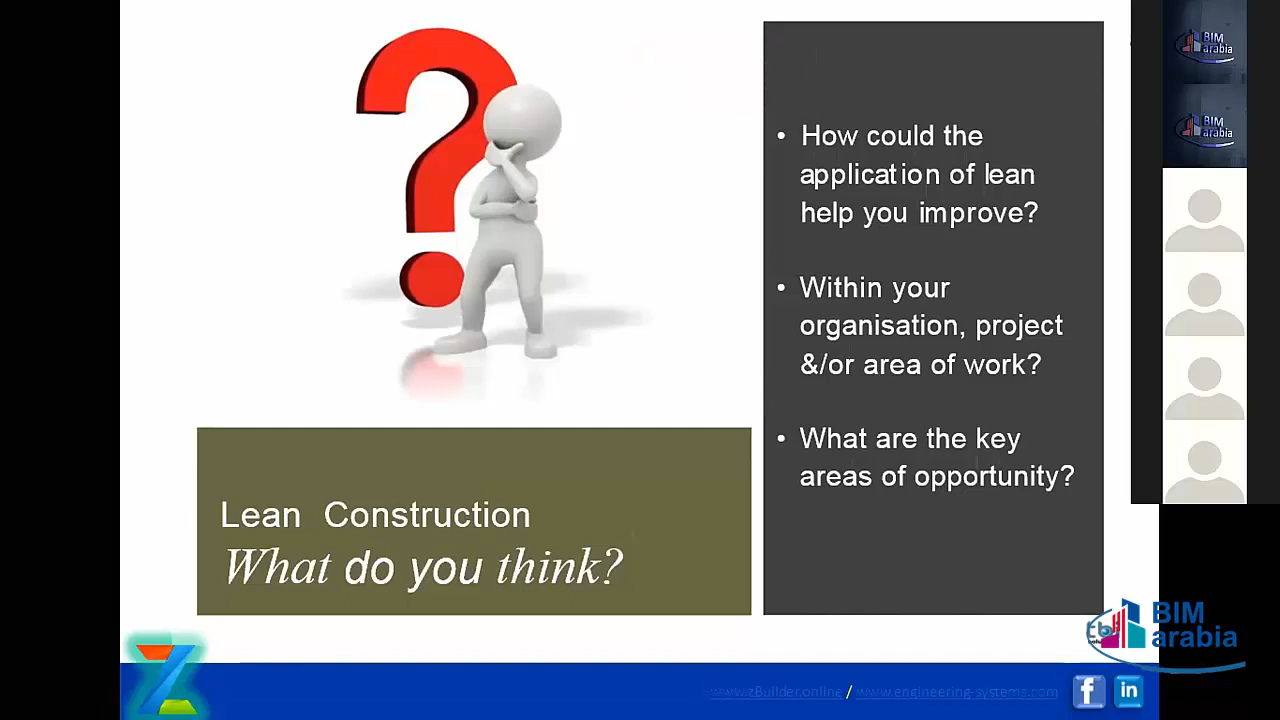 • How could the
application of lean
help you improve?
• Within your
organisation, project
&/or area of work?
• What are the key
areas of opportunity?
Lean Construction
What do you think?
www.zBuilder.online / www.engineering-systemz.com
BIM
arabia
BIM
arabia
BIM
arabia